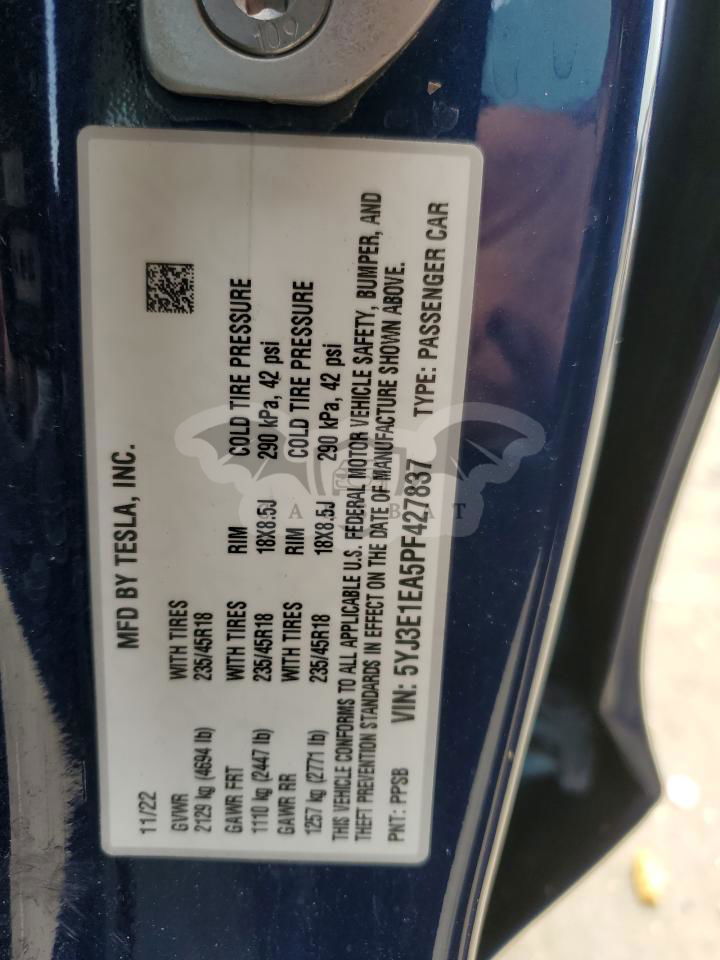 109
MFD BY TESLA, INC.
11/22
GVWR WITH TIRES
2129 kg (4694 lb) 235/45R18
GAWR FRT WITH TIRES RIM COLD TIRE PRESSURE
1110 kg (2447 lb) 235/45R18 18X8.5J 290 kPa, 42 psi
GAWR RR WITH TIRES RIM COLD TIRE PRESSURE
1257 kg (2771 lb) 235/45R18 18X8.5J 290 kPa, 42 psi
THIS VEHICLE CONFORMS TO ALL APPLICABLE U.S. FEDERAL MOTOR VEHICLE SAFETY, BUMPER, AND
THEFT PREVENTION STANDARDS IN EFFECT ON THE DATE OF MANUFACTURE SHOWN ABOVE.
PNT: PPSB VIN: 5YJ3E1EA5PF427837 TYPE: PASSENGER CAR